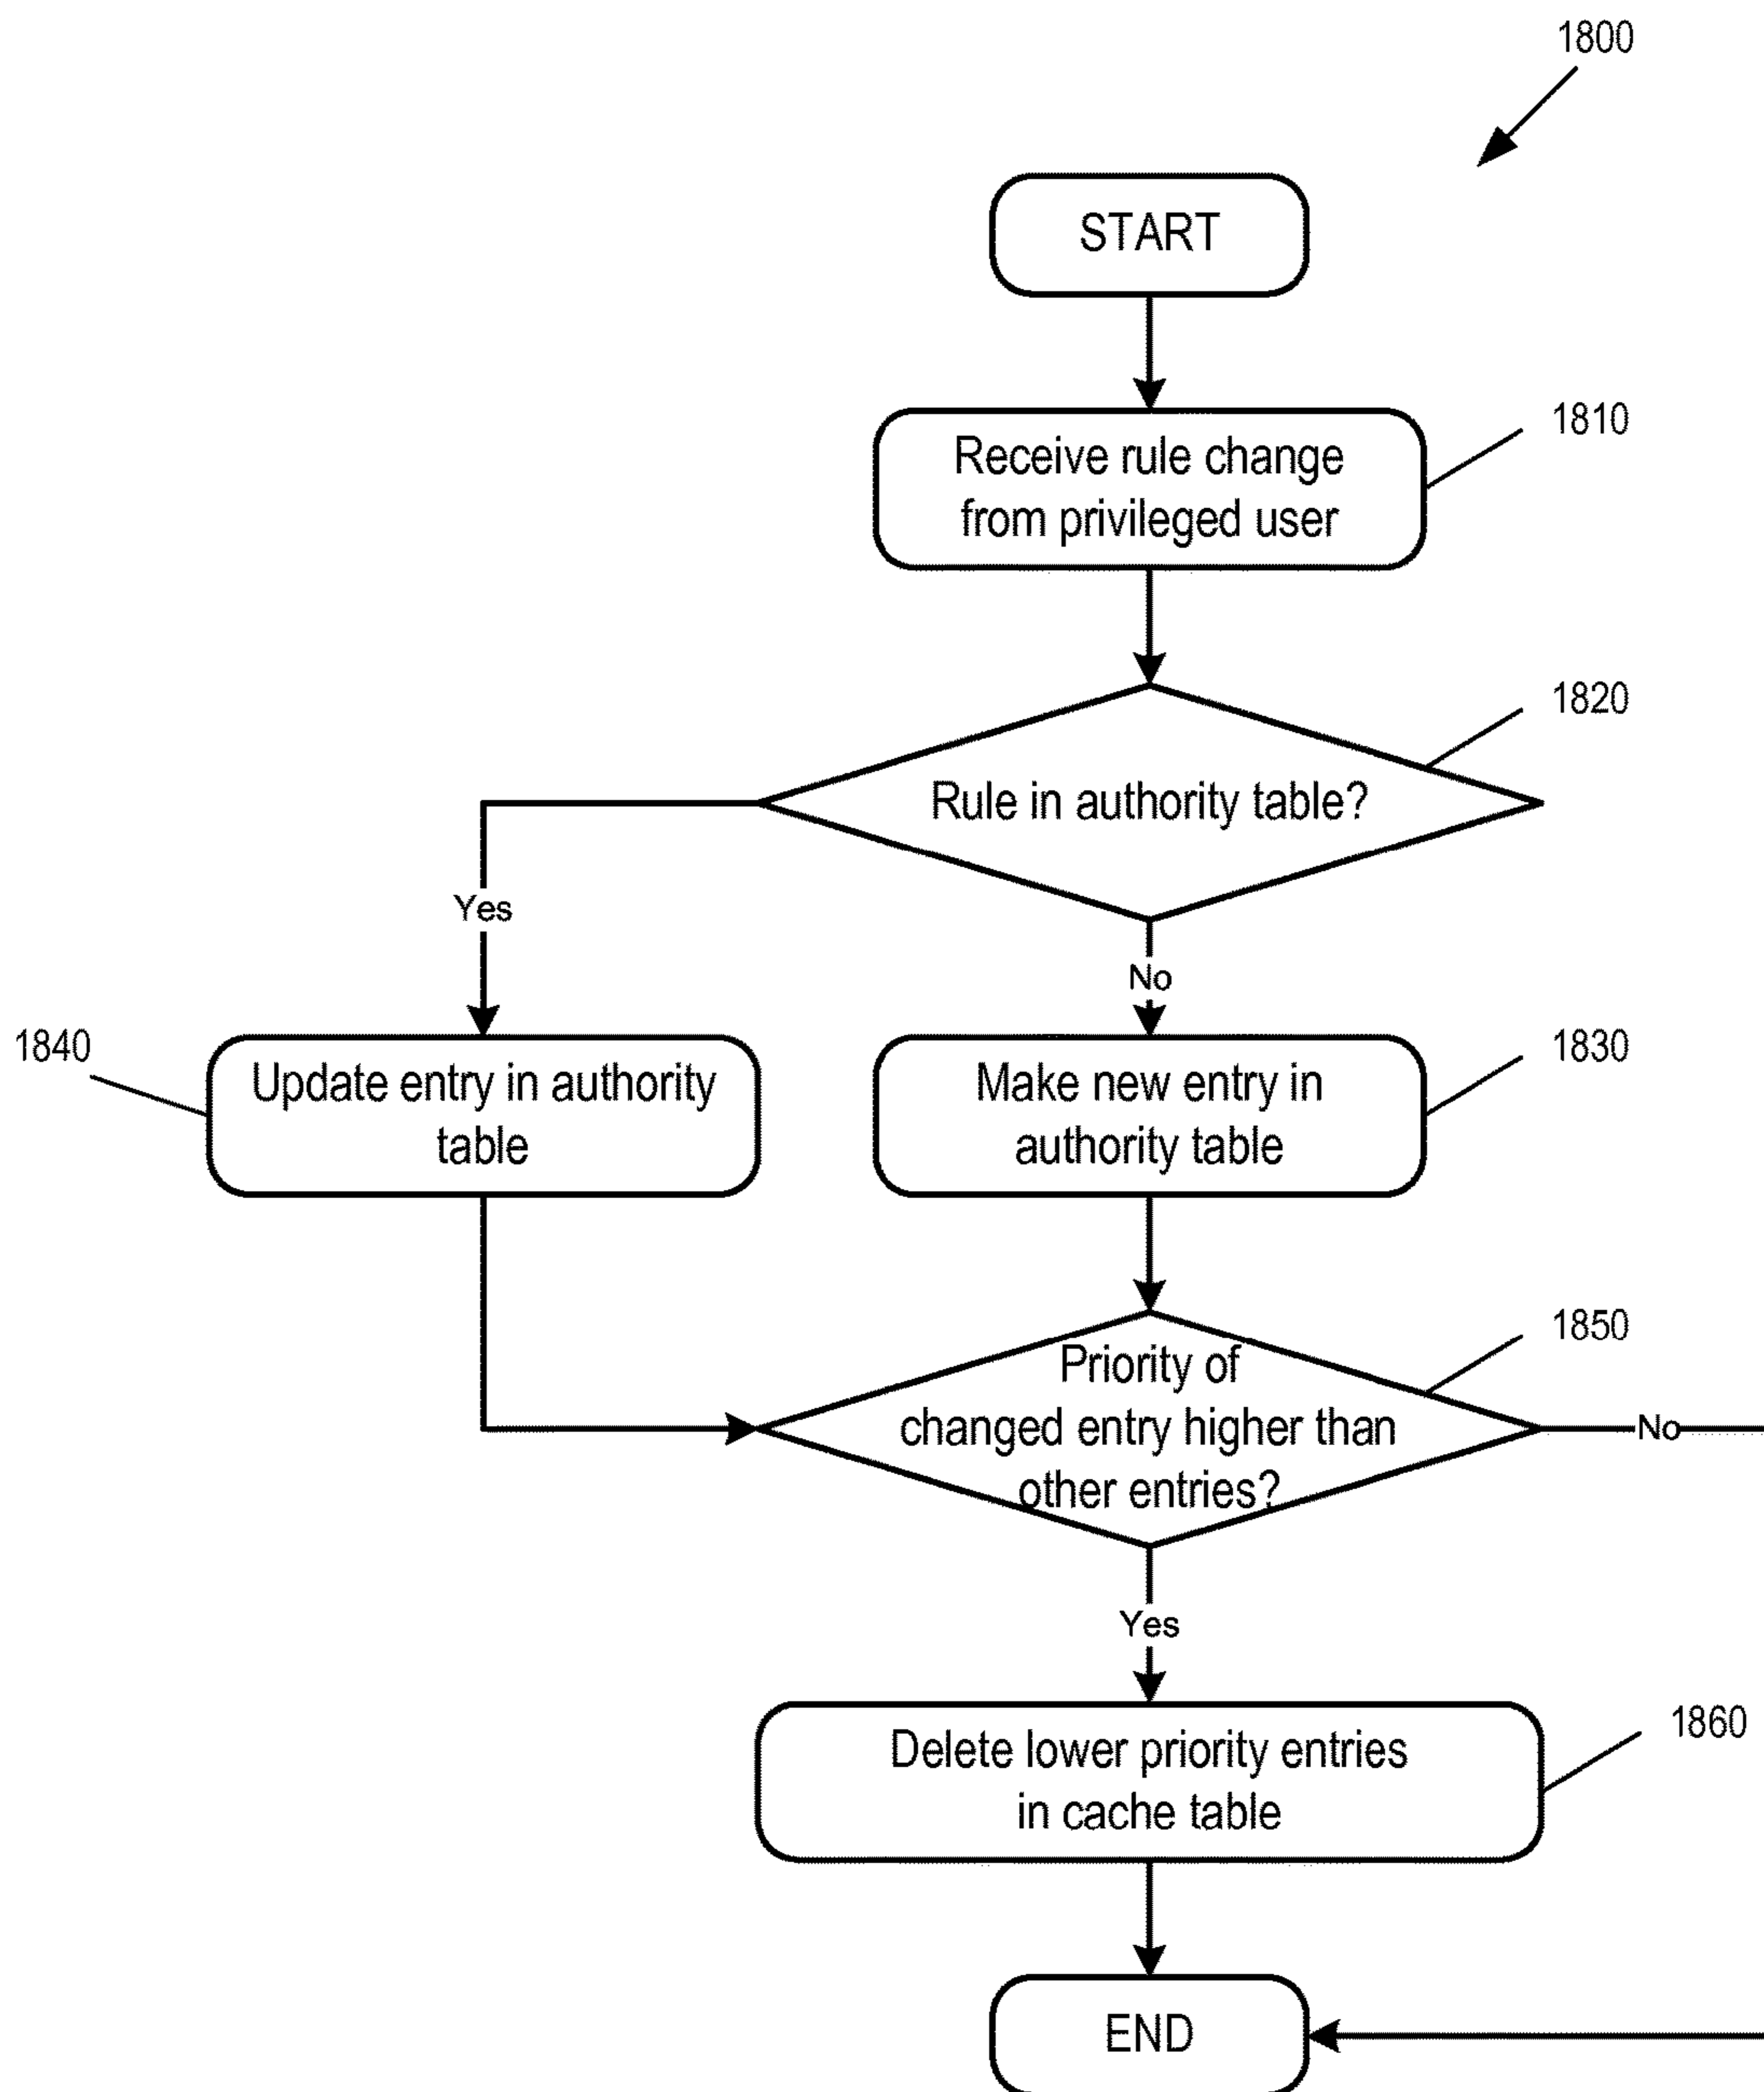 1800
START
Receive rule change
from privileged user
1810
1820
Rule in authority table?
Yes
No
1840
Update entry in authority
table
Make new entry in
authority table
1830
1850
Priority of
changed entry higher than
other entries?
No
Yes
1860
Delete lower priority entries
in cache table
END